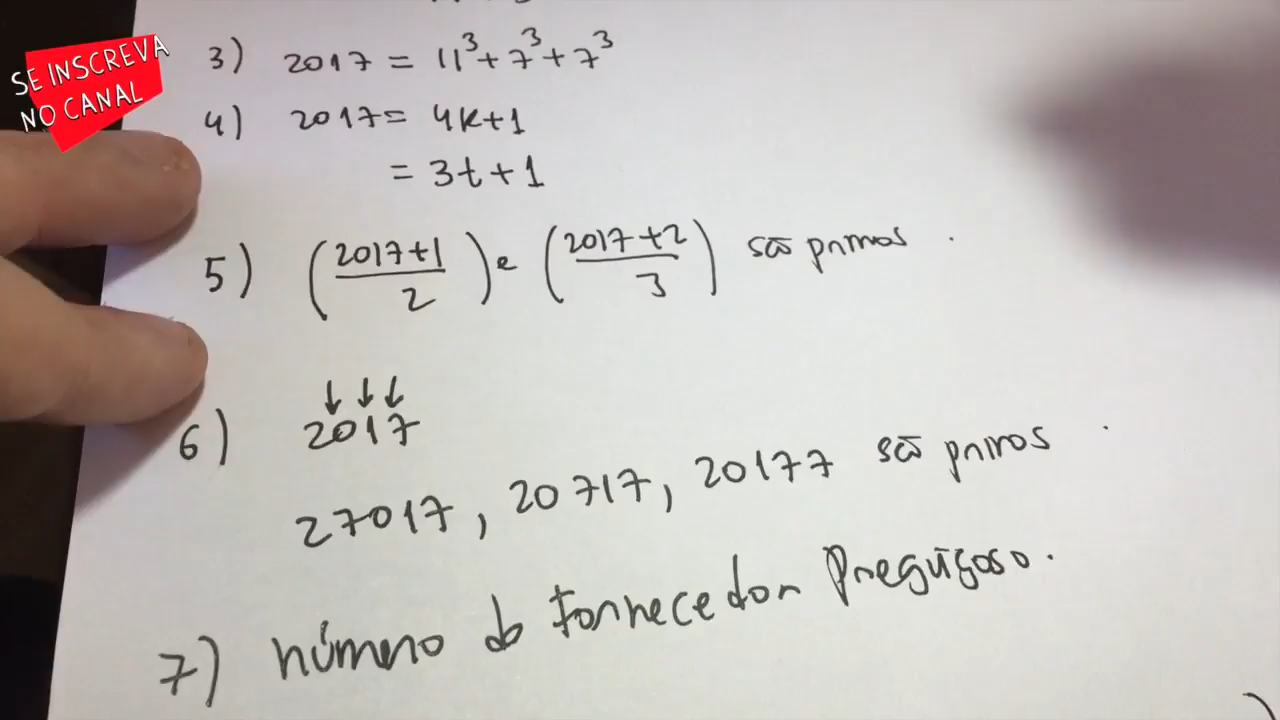 SE INSCREVA
NO CANAL
3) 2017 = 11³ + 7³ + 7³
4) 2017 = 4k+1
= 3t + 1
5) (2017+1/2) e (2017+2/3) são primos.
↓ ↓ ↓
6) 2017
27017, 20717, 20177 são primos.
7) número do fornecedor Preguiçoso.